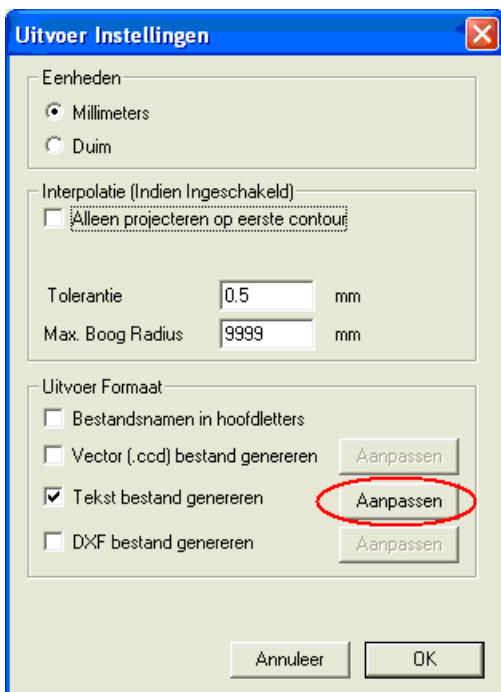 Uitvoer Instellingen
Eenheden
Millimeters
Duim
Interpolatie (Indien Ingeschakeld)
Alleen projecteren op eerste contour
Tolerantie 0.5 mm
Max. Boog Radius 9999 mm
Uitvoer Formaat
Bestandsnamen in hoofdletters
Vector (.ccd) bestand genereren Aanpassen
Tekst bestand genereren Aanpassen
DXF bestand genereren Aanpassen
Annuleer OK